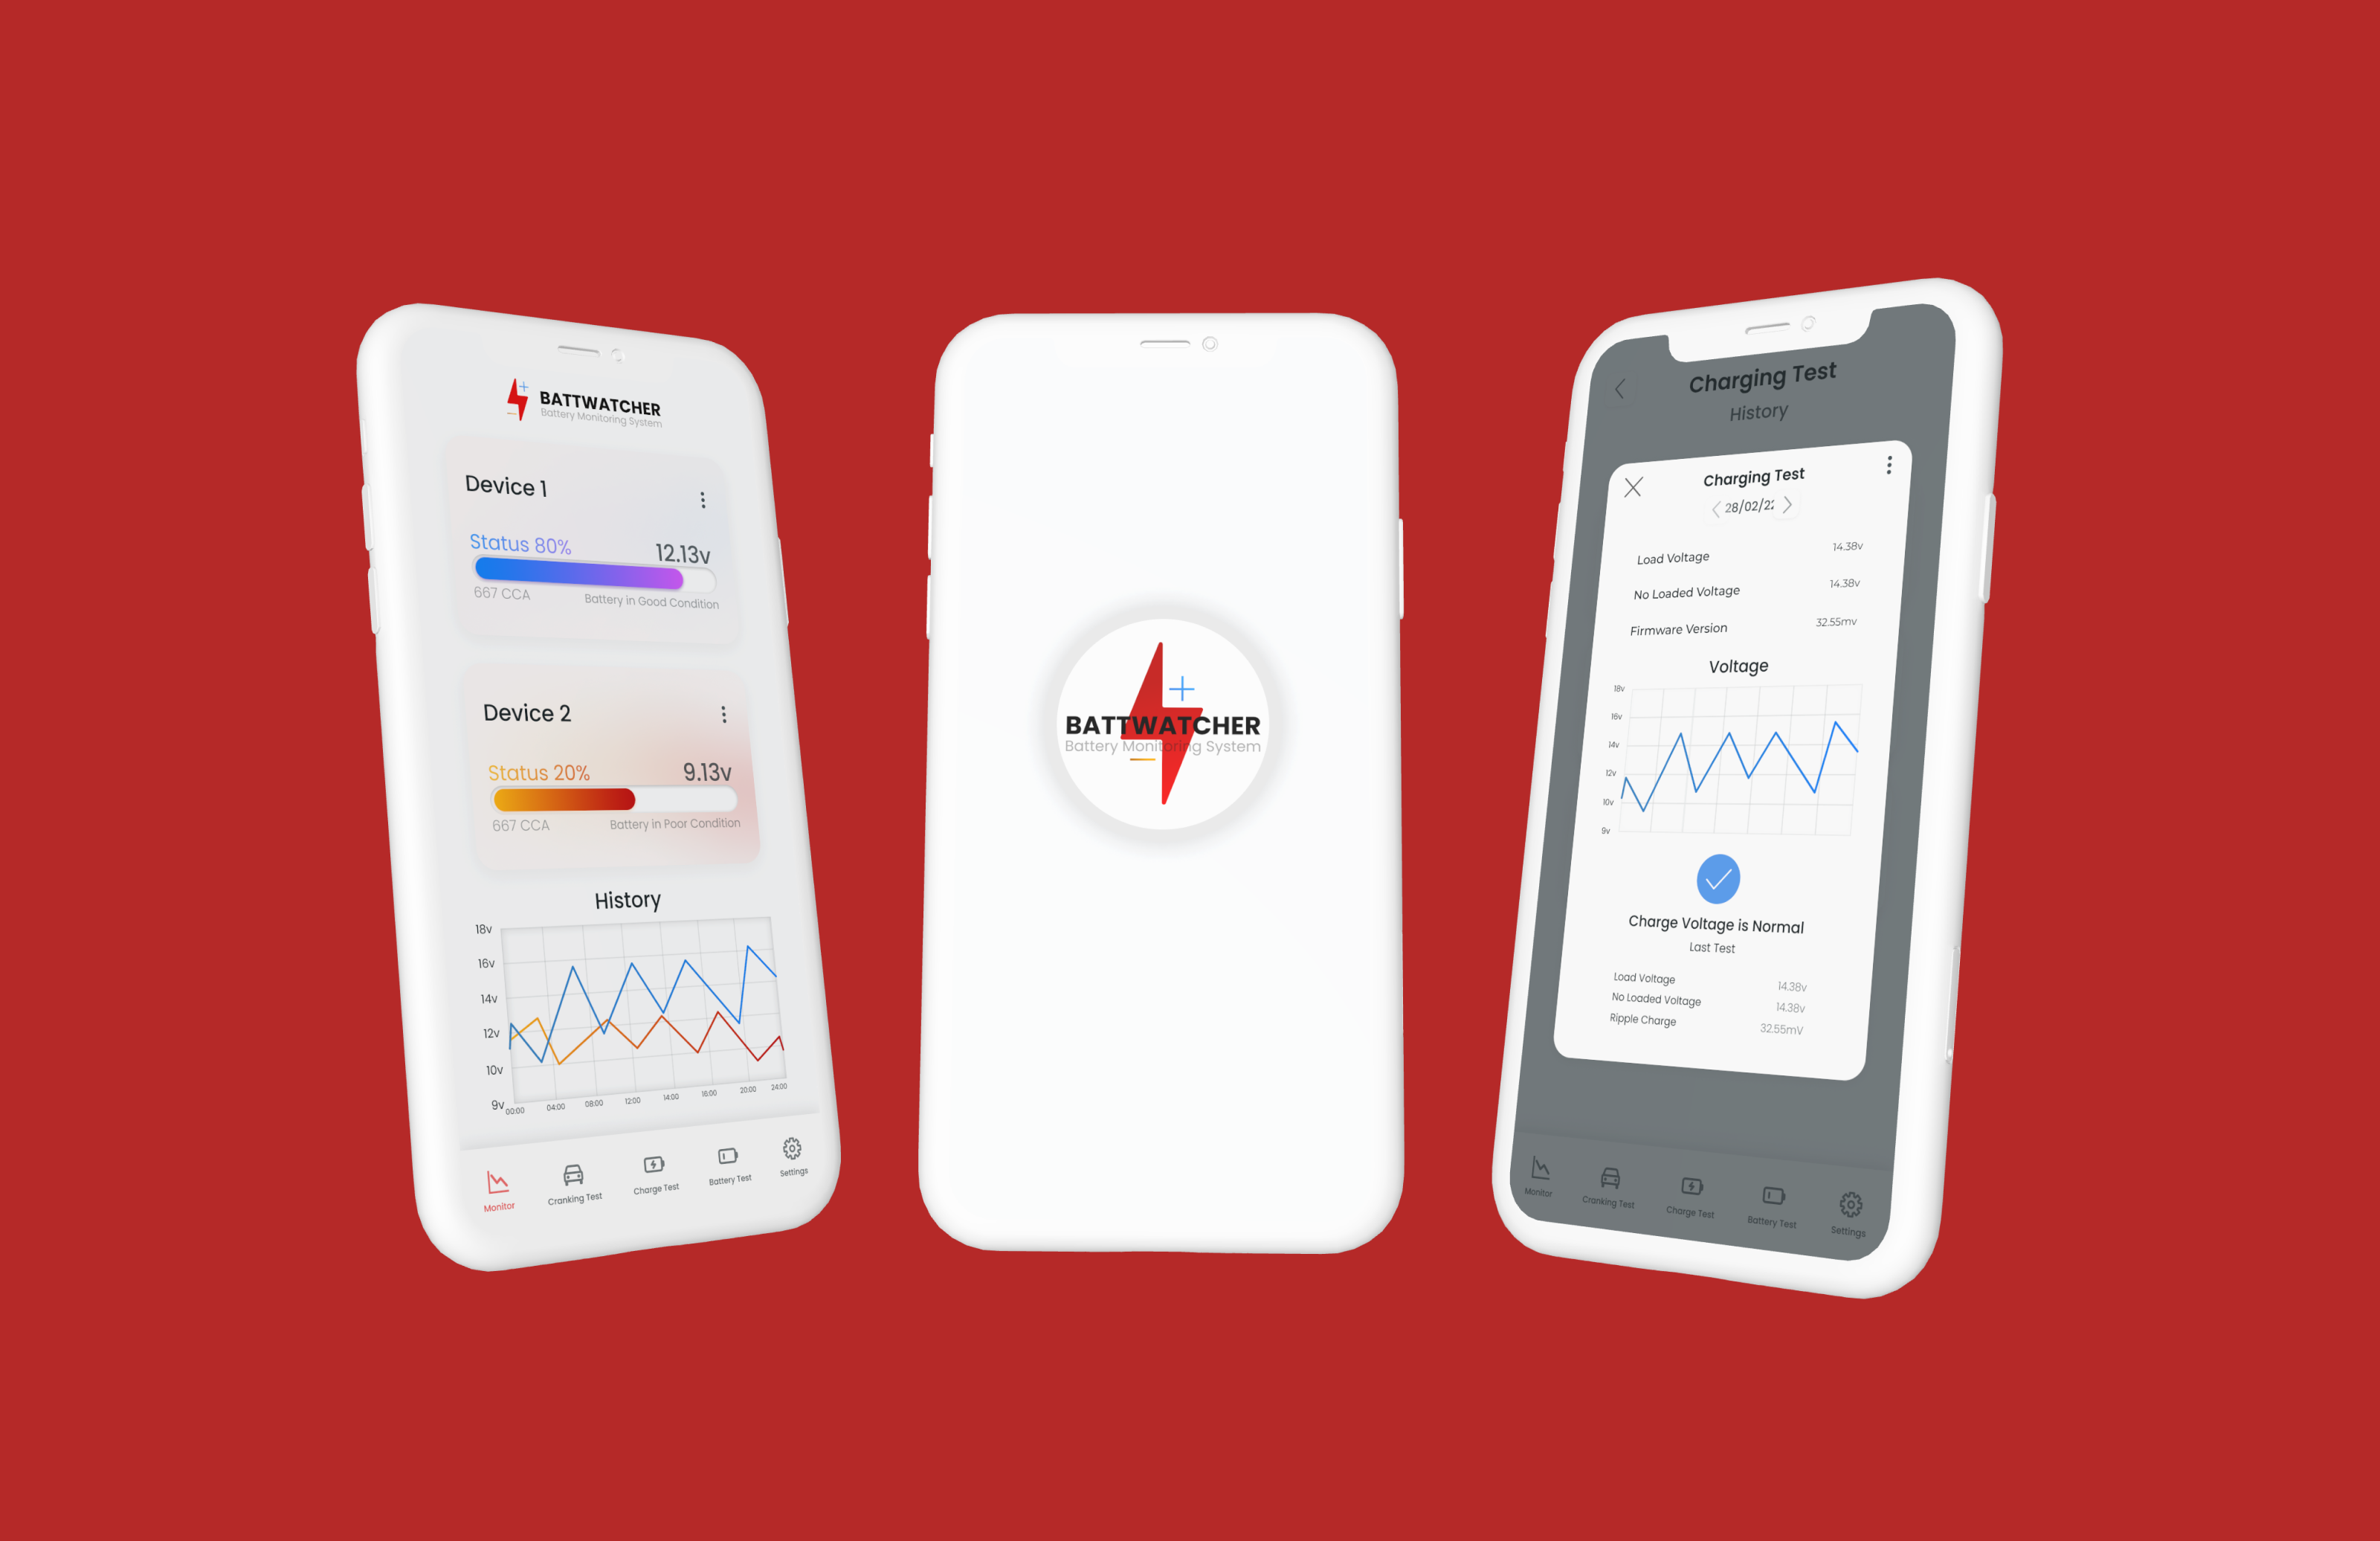 BATTWATCHER
Battery Monitoring System
Device 1
Status 80%
12.13v
667 CCA
Battery in Good Condition
Device 2
Status 20%
9.13v
667 CCA
Battery in Poor Condition
History
18v
16v
14v
12v
10v
9v
00:00 04:00 08:00 12:00 14:00 16:00 20:00 24:00
Monitor
Cranking Test
Charge Test
Battery Test
Settings
BATTWATCHER
Battery Monitoring System
Charging Test
History
Charging Test
28/02/22
Load Voltage 14.38v
No Loaded Voltage 14.38v
Firmware Version 32.55mv
Voltage
18v
16v
14v
12v
10v
9v
Charge Voltage is Normal
Last Test
Load Voltage 14.38v
No Loaded Voltage 14.38v
Ripple Charge 32.55mV
Monitor
Cranking Test
Charge Test
Battery Test
Settings